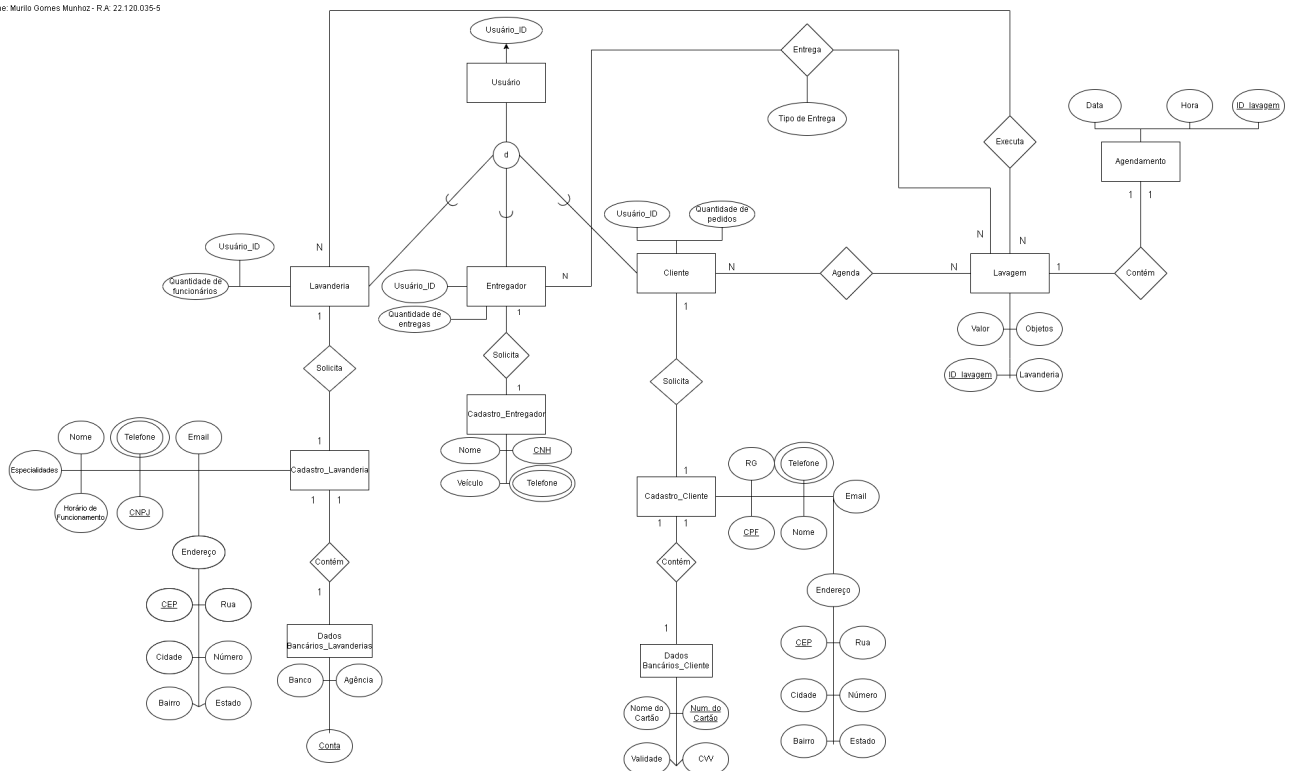 ne: Murilo Gomes Munhoz - R.A: 22.120.035-5
Usuário_ID
Usuário
Entrega
Tipo de Entrega
Data
Hora
ID_lavagem
Agendamento
Executa
d
Usuário_ID
Quantidade de
pedidos
1
1
N
N
N
Usuário_ID
Quantidade de
funcionários
Lavanderia
Usuário_ID
Quantidade de
entregas
Entregador
N
Cliente
N
Agenda
N
Lavagem
1
Contém
1
1
1
Valor
Objetos
ID_lavagem
Lavanderia
Solicita
Solicita
Solicita
1
Cadastro_Entregador
Nome
CNH
Veículo
Telefone
Nome
Telefone
Email
1
Especialidades
Cadastro_Lavanderia
Horário de
Funcionamento
CNPJ
1
1
RG
Telefone
1
Cadastro_Cliente
Email
CPF
Nome
1
1
Endereço
Contém
Contém
Endereço
1
CEP
Rua
Cidade
Número
Bairro
Estado
Dados
Bancários_Lavanderias
Banco
Agência
Conta
1
Dados
Bancários_Cliente
Nome do
Cartão
Num. do
Cartão
Validade
CVV
CEP
Rua
Cidade
Número
Bairro
Estado